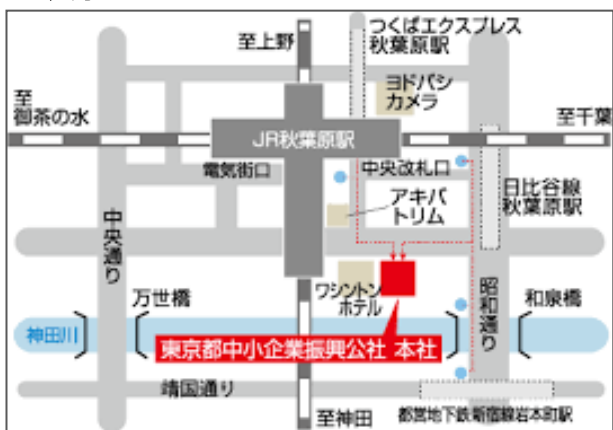 つくばエクスプレス
秋葉原駅
至上野
ヨドバシ
カメラ
至
御茶の水
至千葉
JR秋葉原駅
電気街口
中央改札口
日比谷線
秋葉原駅
アキバ
トリム
中央通り
昭和通り
ワシントン
ホテル
万世橋
和泉橋
神田川
東京都中小企業振興公社 本社
靖国通り
至神田
都営地下鉄新宿線岩本町駅